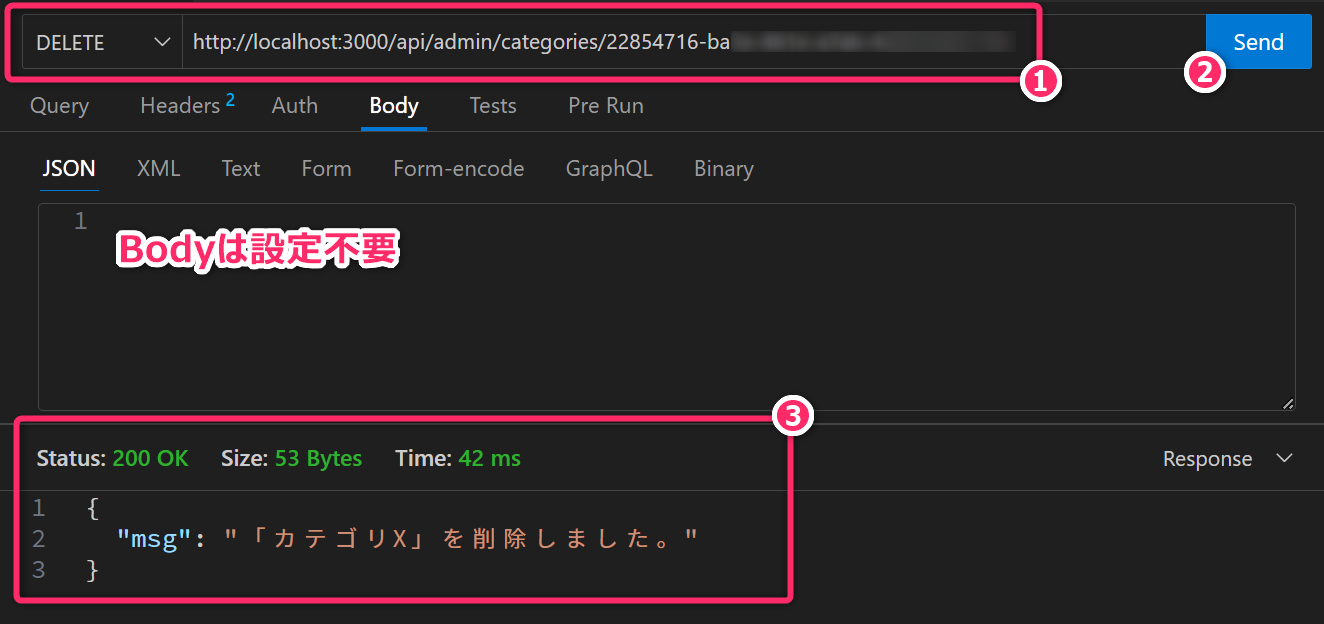 DELETE http://localhost:3000/api/admin/categories/22854716-ba Send
1 2
Query Headers 2 Auth Body Tests Pre Run
JSON XML Text Form Form-encode GraphQL Binary
1
Bodyは設定不要
3
Status: 200 OK Size: 53 Bytes Time: 42 ms Response
1 {
2 "msg": "「カテゴリX」を削除しました。"
3 }